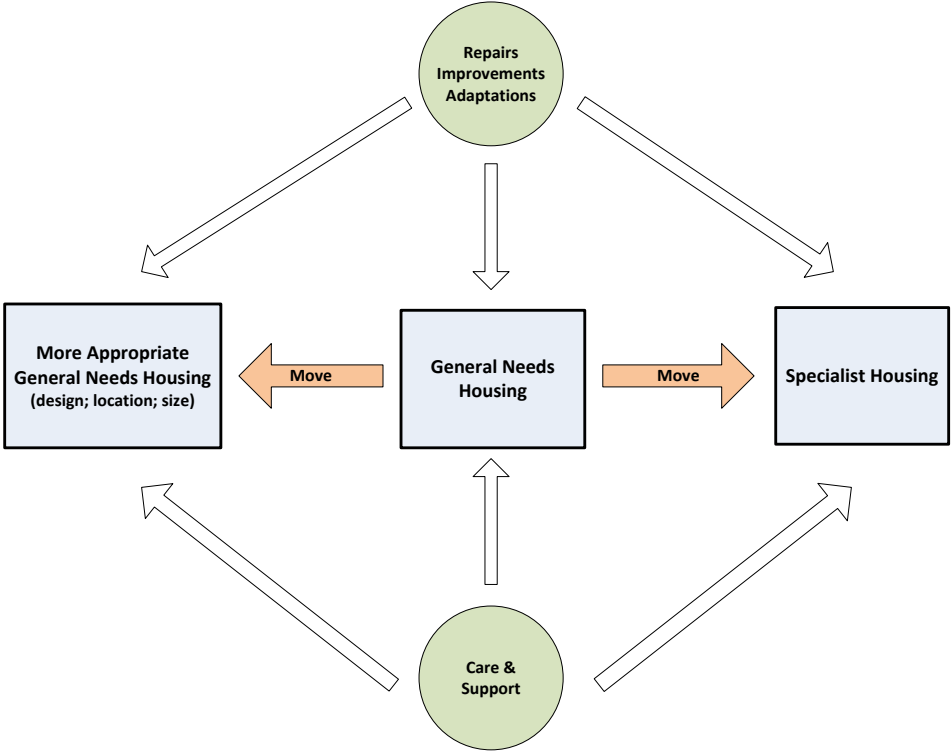 Repairs
Improvements
Adaptations
More Appropriate
General Needs Housing
(design; location; size)
Move
General Needs
Housing
Move
Specialist Housing
Care &
Support